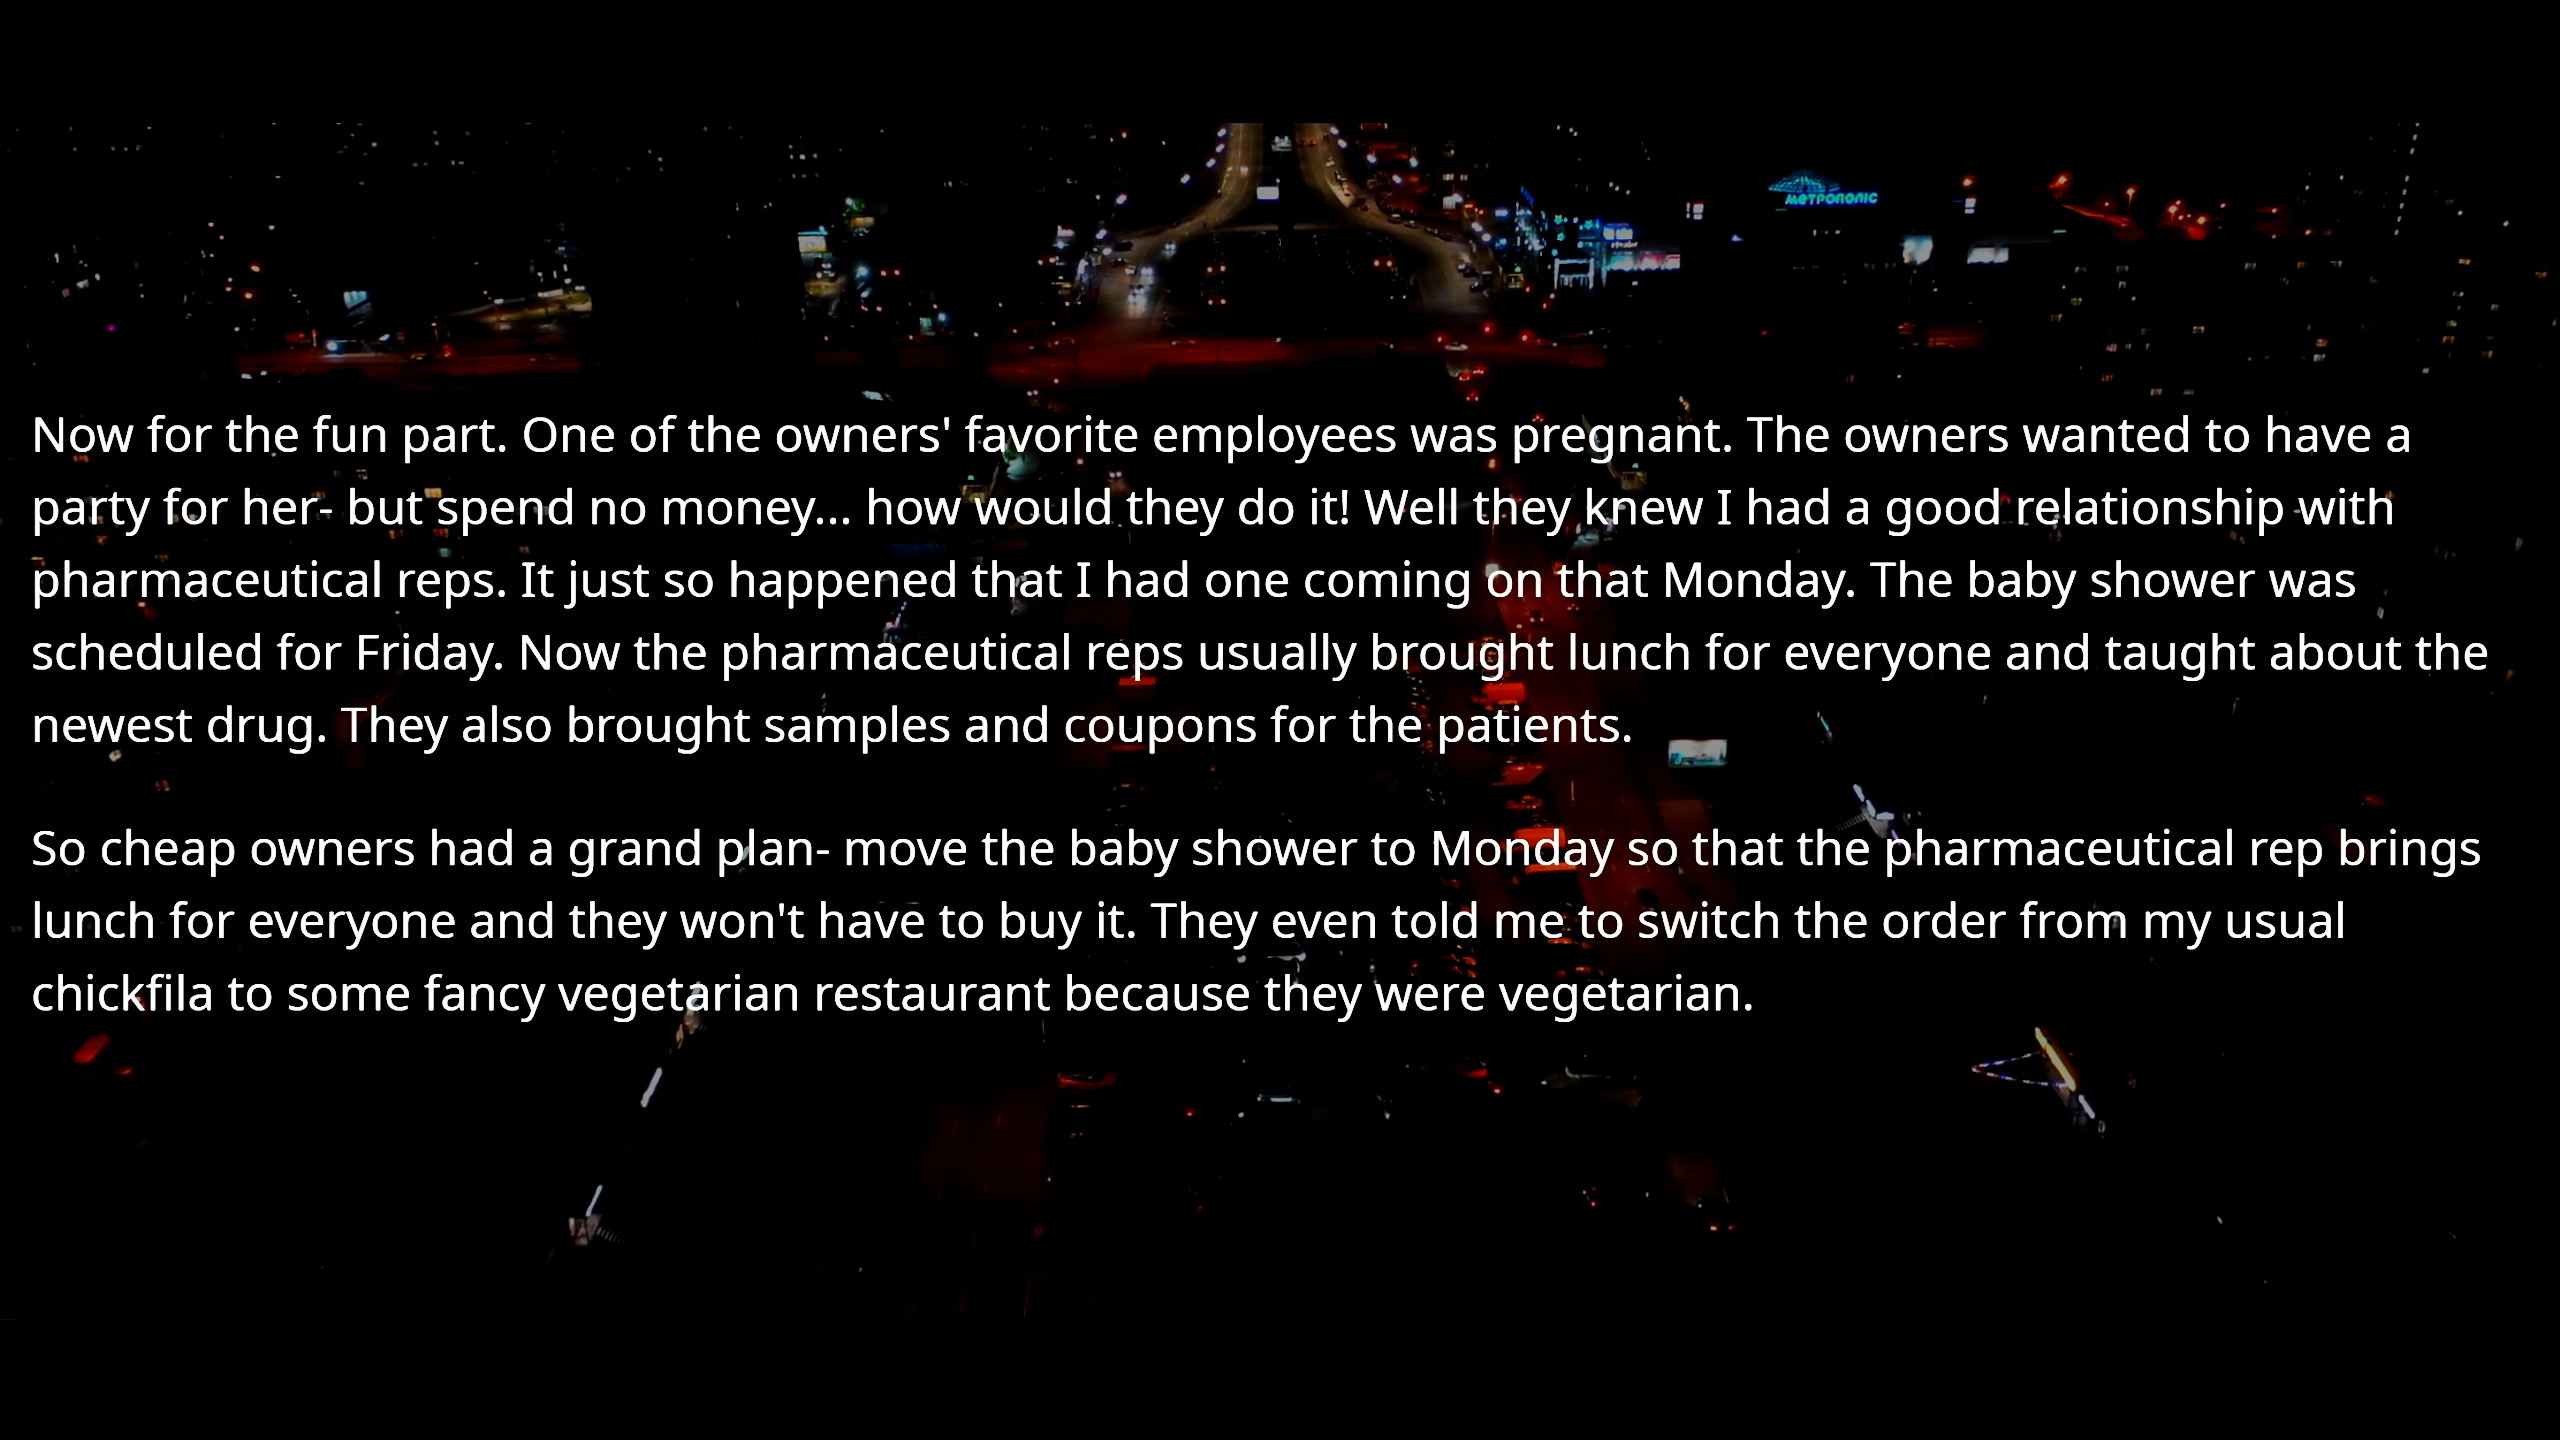 МЕТРОПОЛІС
Now for the fun part. One of the owners' favorite employees was pregnant. The owners wanted to have a
party for her- but spend no money... how would they do it! Well they knew I had a good relationship with
pharmaceutical reps. It just so happened that I had one coming on that Monday. The baby shower was
scheduled for Friday. Now the pharmaceutical reps usually brought lunch for everyone and taught about the
newest drug. They also brought samples and coupons for the patients.
So cheap owners had a grand plan- move the baby shower to Monday so that the pharmaceutical rep brings
lunch for everyone and they won't have to buy it. They even told me to switch the order from my usual
chickfila to some fancy vegetarian restaurant because they were vegetarian.